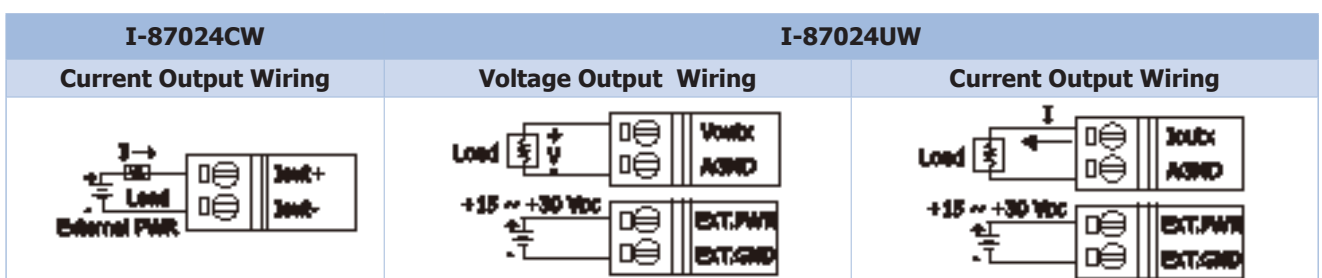 I-87024CW
I-87024UW
Current Output Wiring
Voltage Output Wiring
Current Output Wiring
I→
+
Load
-
External PWR
Iout+
Iout-
Load
+
V
-
Voutx
AGND
+15 ~ +30 VDC
+
-
EXT.PWR
EXT.GND
I
Load
Ioutx
AGND
+15 ~ +30 VDC
+
-
EXT.PWR
EXT.GND